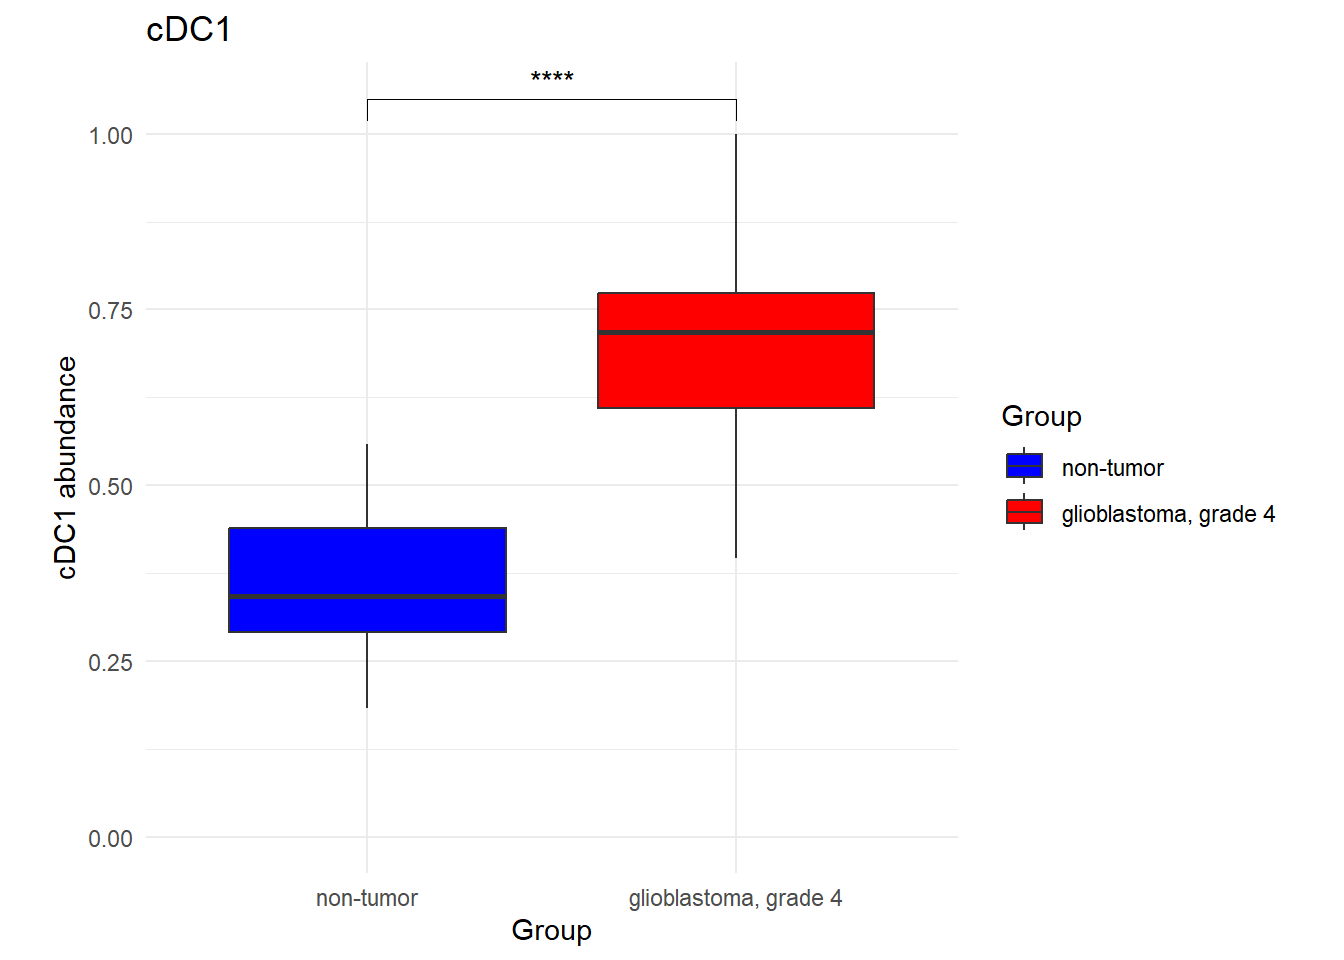 cDC1
****
1.00
0.75
0.50
0.25
0.00
cDC1 abundance
non-tumor
glioblastoma, grade 4
Group
Group
non-tumor
glioblastoma, grade 4